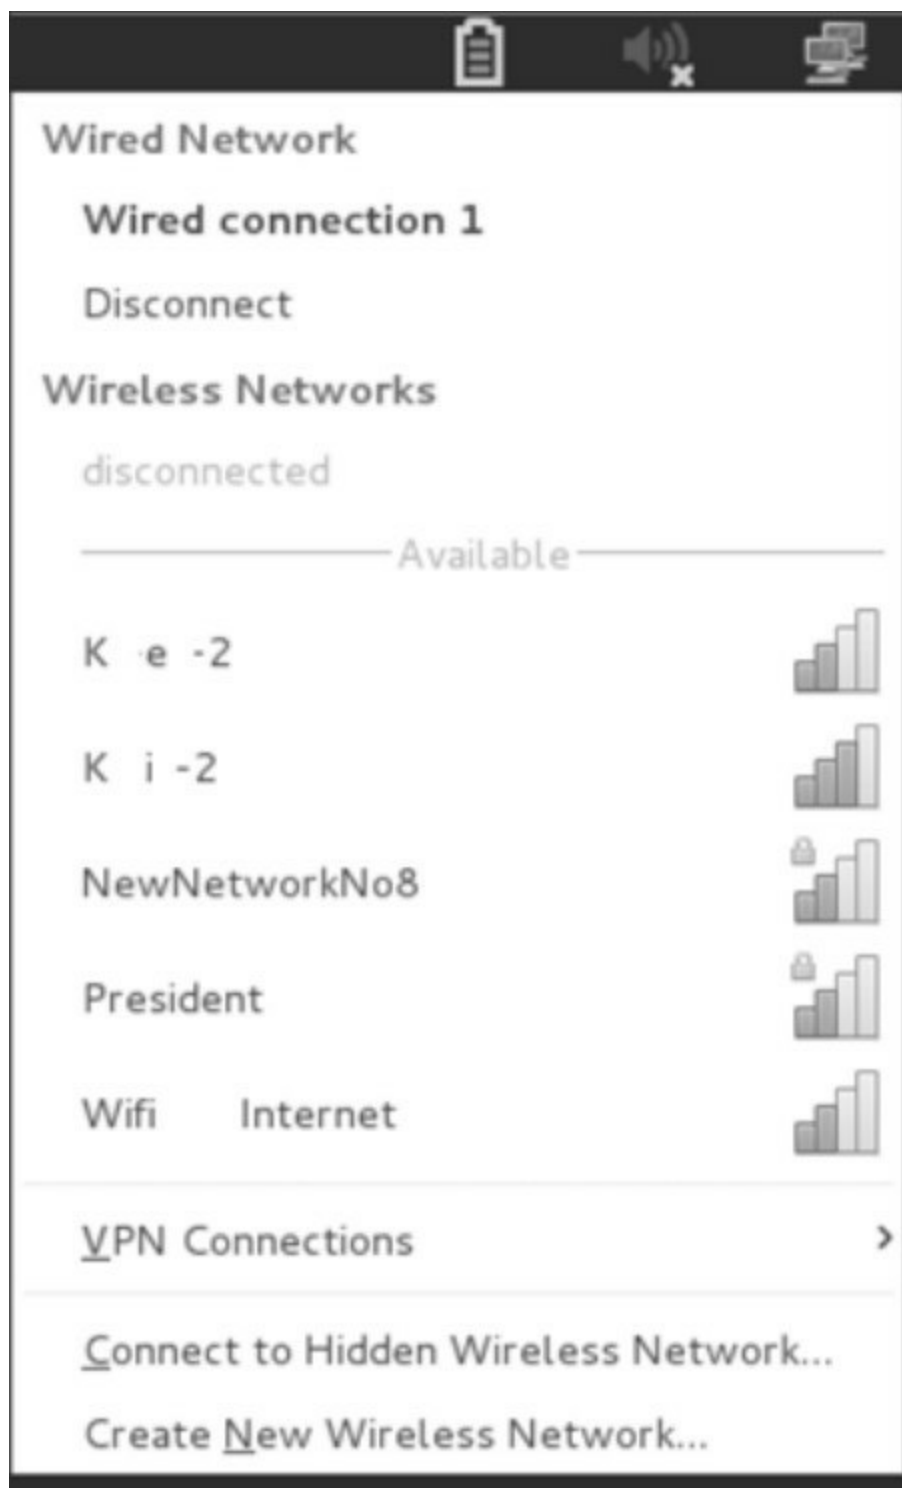 Wired Network
Wired connection 1
Disconnect
Wireless Networks
disconnected
Available
K e -2
K i -2
NewNetworkNo8
President
Wifi Internet
VPN Connections
Connect to Hidden Wireless Network...
Create New Wireless Network...